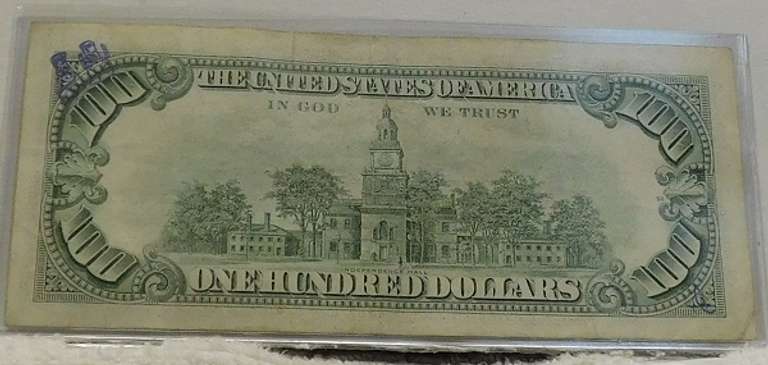 100 THE UNITED STATES OF AMERICA 100
IN GOD WE TRUST
INDEPENDENCE HALL
100 ONE HUNDRED DOLLARS 100